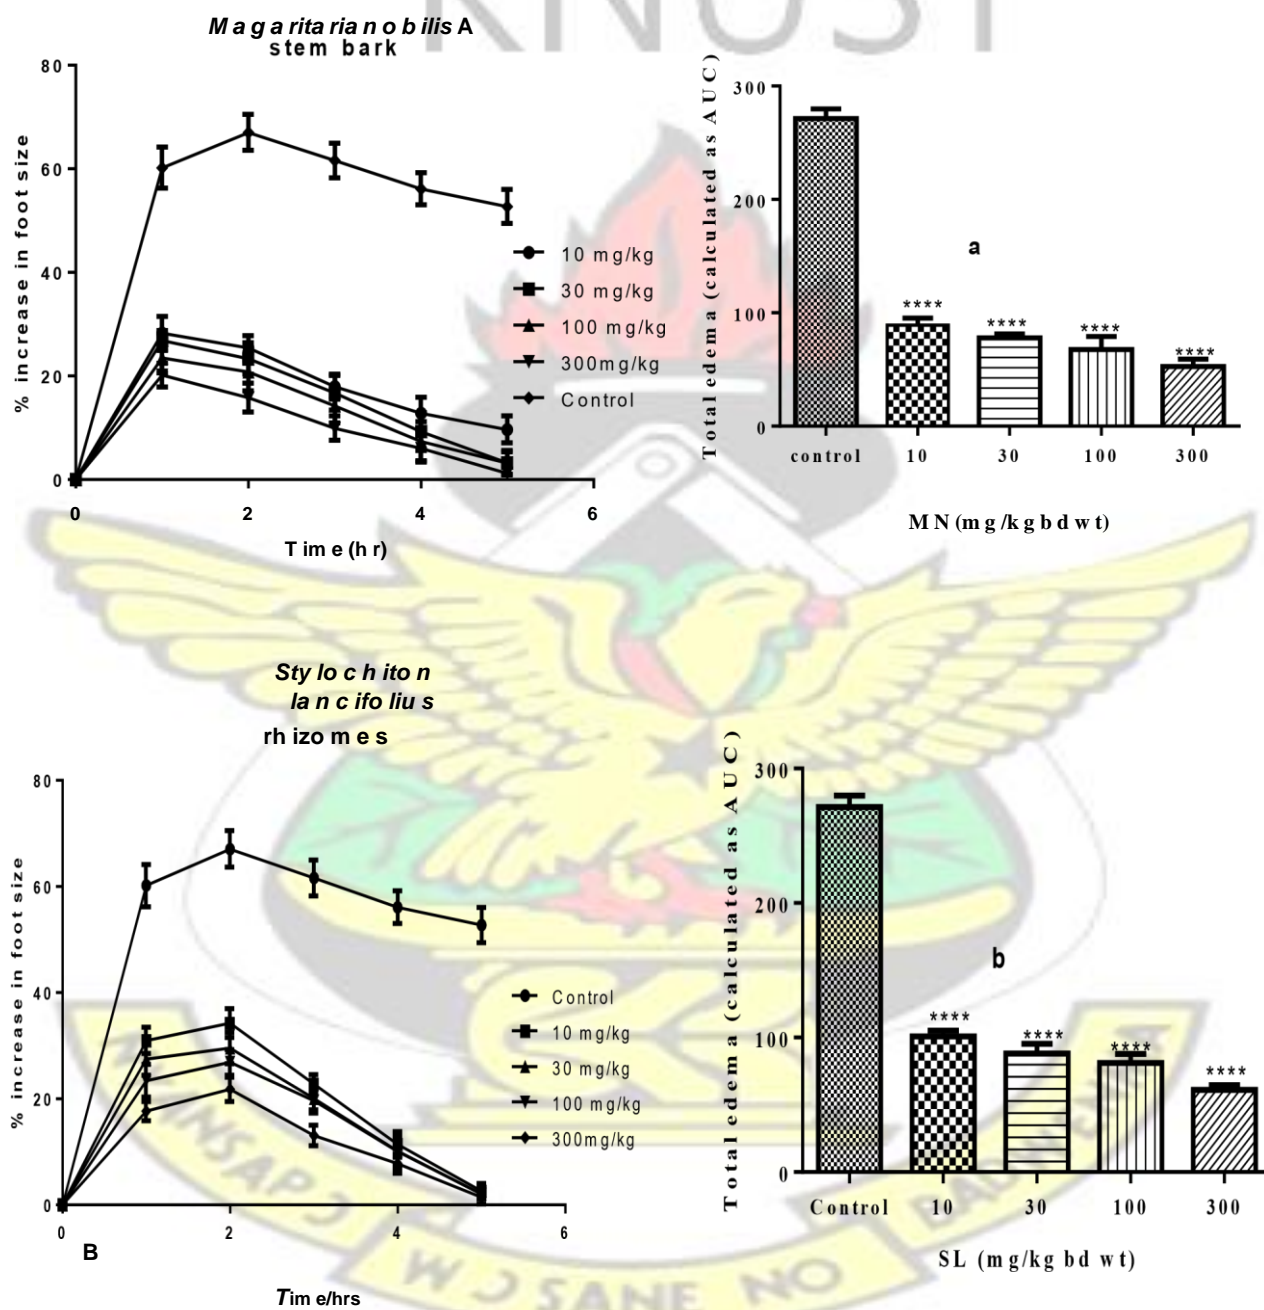 KNUST
Magaritaria nobilis A
stem bark
% increase in foot size
80
60
40
20
0
0 2 4 6
Time (hr)
10 mg/kg
30 mg/kg
100 mg/kg
300mg/kg
Control
Total edema (calculated as AUC)
300
200
100
0
a
****
****
****
****
control 10 30 100 300
MN (mg/kg bd wt)
Stylochiton
lancifolius
rhizomes
% increase in foot size
80
60
40
20
0
0 2 4 6
B
Time/hrs
Control
10 mg/kg
30 mg/kg
100 mg/kg
300mg/kg
Total edema (calculated as AUC)
300
200
100
0
b
****
****
****
****
Control 10 30 100 300
SL (mg/kg bd wt)
W J SANE NO